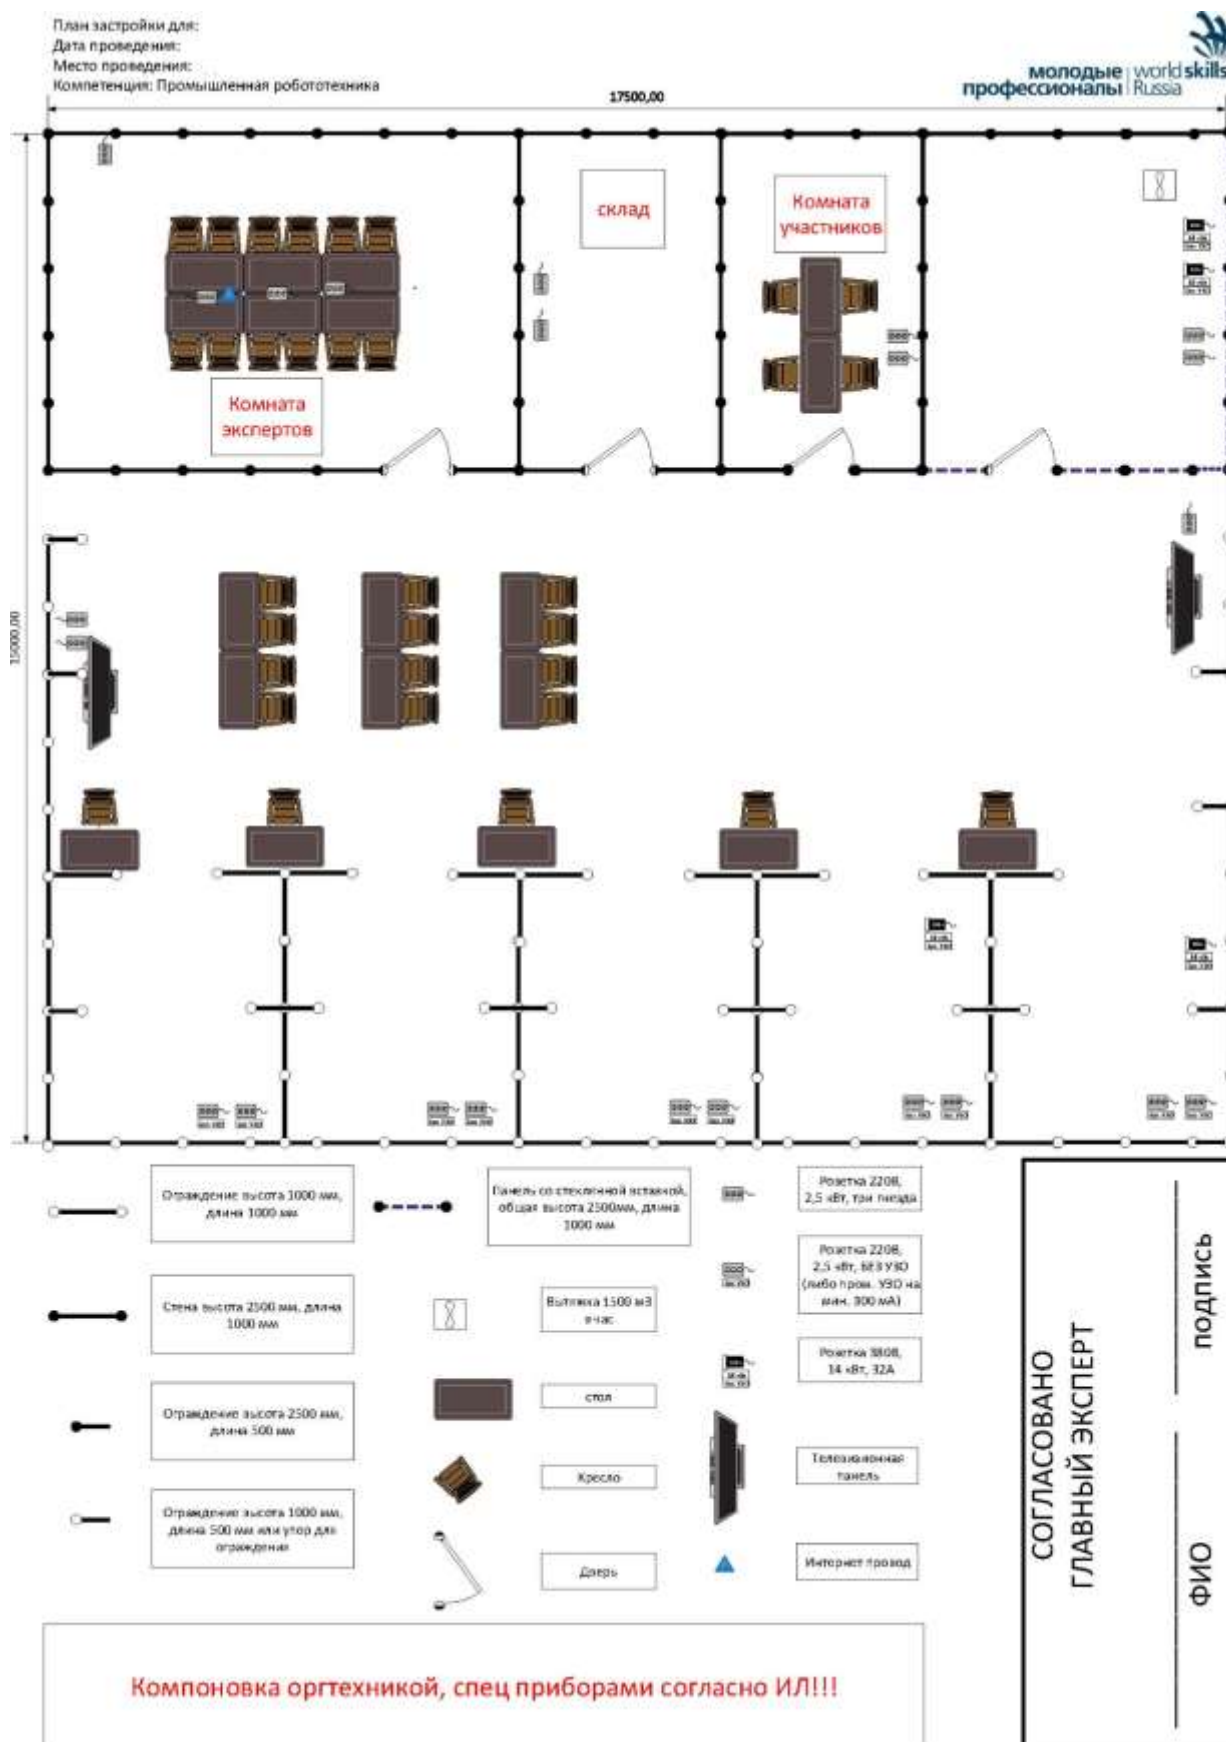 План застройки для:
Дата проведения:
Место проведения:
Компетенция: Промышленная робототехника
молодые
профессионалы
world skills
Russia
17500,00
15000,00
склад
Комната
участников
Комната
экспертов
Ограждение высота 1000 мм,
длина 1000 мм
Панель со стеклянной вставкой,
общая высота 2500мм, длина
1000 мм
Розетка 220В,
2,5 кВт, три гнезда
Стена высота 2500 мм, длина
1000 мм
Вытяжка 1500 м3
в час
Розетка 220В,
2,5 кВт, БЕЗ УЗО
(либо пром. УЗО на
мин. 300 мА)
Розетка 380В,
14 кВт, 32А
Ограждение высота 2500 мм,
длина 500 мм
стол
Кресло
Телевизионная
панель
Ограждение высота 1000 мм,
длина 500 мм или упор для
ограждения
Дверь
Интернет провод
СОГЛАСОВАНО
ГЛАВНЫЙ ЭКСПЕРТ
подпись
ФИО
Компоновка оргтехникой, спец приборами согласно ИЛ!!!